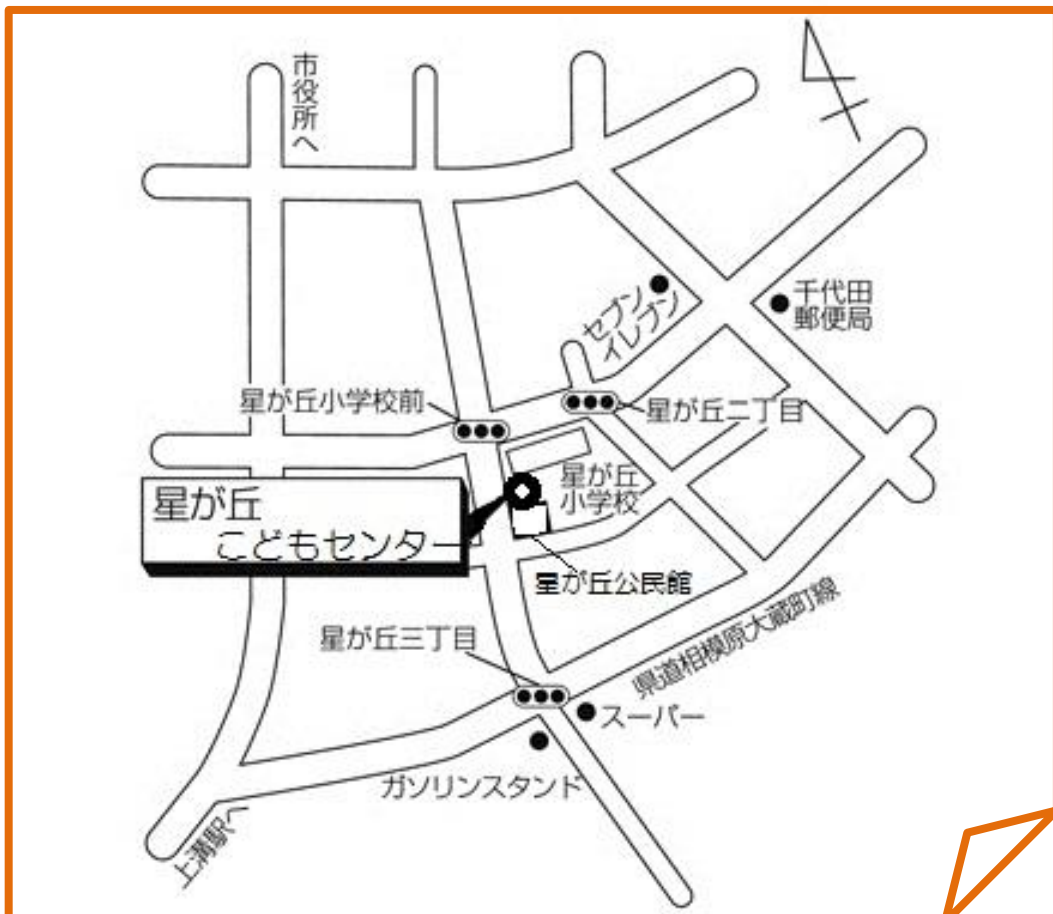 市役所へ
セブン
イレブン
千代田
郵便局
星が丘小学校前
星が丘二丁目
星が丘
小学校
星が丘
こどもセンター
星が丘公民館
星が丘三丁目
県道相模原大蔵町線
スーパー
ガソリンスタンド
上溝駅へ